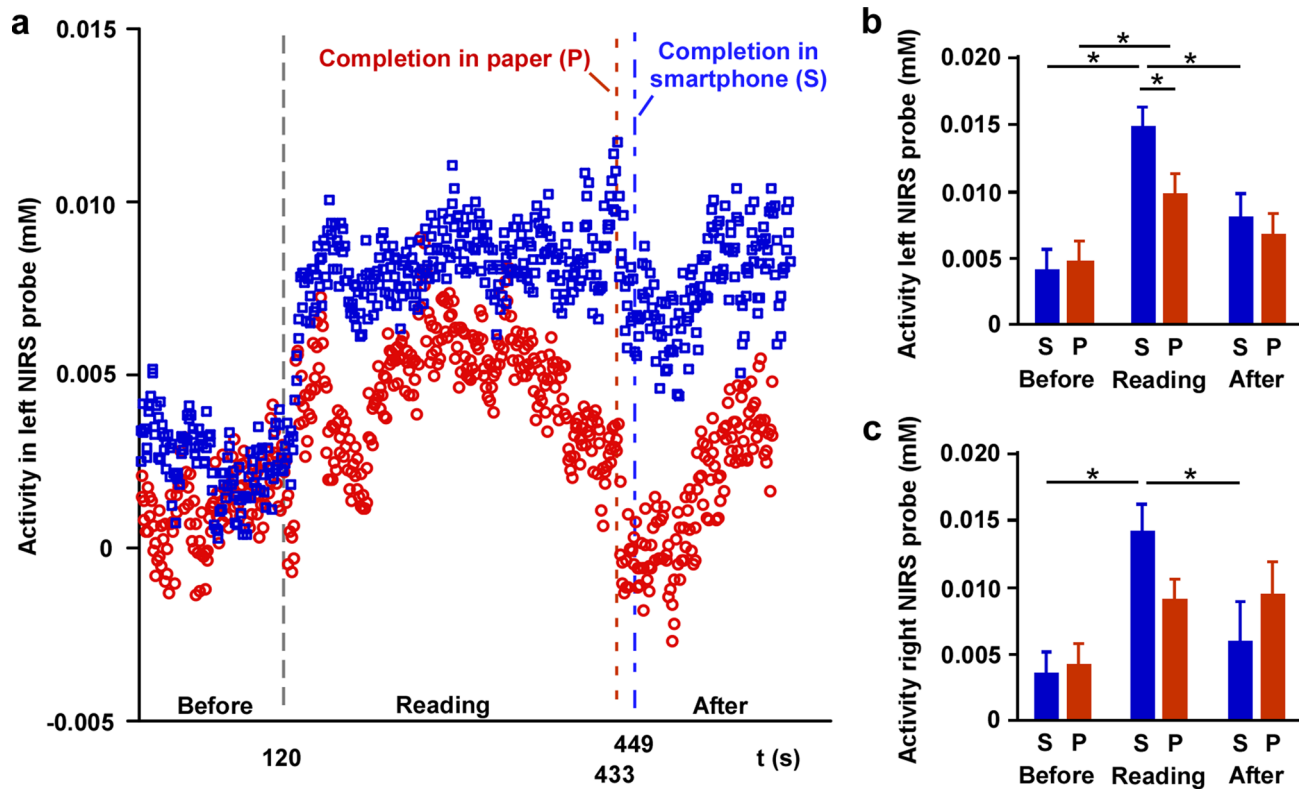 a
Activity in left NIRS probe (mM)
0.015
0.010
0.005
0
-0.005
Completion in paper (P)
Completion in
smartphone (S)
Before
Reading
After
120
449
433
t (s)
b
Activity left NIRS probe (mM)
0.020
0.015
0.010
0.005
0
*
*
*
*
S P S P S P
Before Reading After
c
Activity right NIRS probe (mM)
0.020
0.015
0.010
0.005
0
* *
S P S P S P
Before Reading After